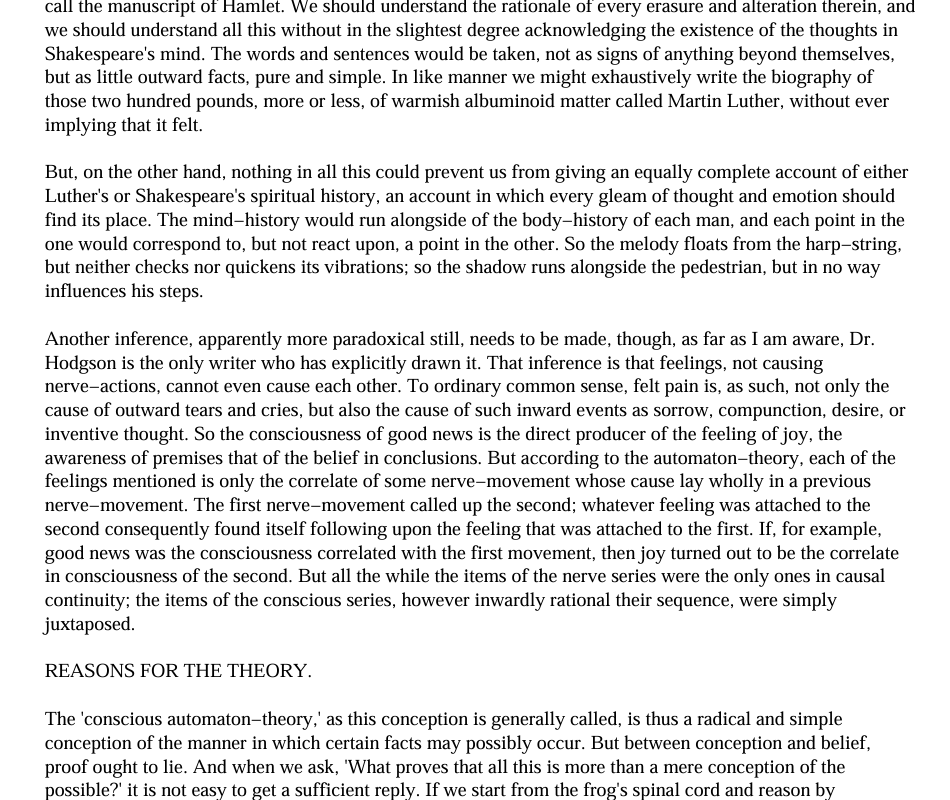 call the manuscript of Hamlet. We should understand the rationale of every erasure and alteration therein, and
we should understand all this without in the slightest degree acknowledging the existence of the thoughts in
Shakespeare's mind. The words and sentences would be taken, not as signs of anything beyond themselves,
but as little outward facts, pure and simple. In like manner we might exhaustively write the biography of
those two hundred pounds, more or less, of warmish albuminoid matter called Martin Luther, without ever
implying that it felt.

But, on the other hand, nothing in all this could prevent us from giving an equally complete account of either
Luther's or Shakespeare's spiritual history, an account in which every gleam of thought and emotion should
find its place. The mind−history would run alongside of the body−history of each man, and each point in the
one would correspond to, but not react upon, a point in the other. So the melody floats from the harp−string,
but neither checks nor quickens its vibrations; so the shadow runs alongside the pedestrian, but in no way
influences his steps.

Another inference, apparently more paradoxical still, needs to be made, though, as far as I am aware, Dr.
Hodgson is the only writer who has explicitly drawn it. That inference is that feelings, not causing
nerve−actions, cannot even cause each other. To ordinary common sense, felt pain is, as such, not only the
cause of outward tears and cries, but also the cause of such inward events as sorrow, compunction, desire, or
inventive thought. So the consciousness of good news is the direct producer of the feeling of joy, the
awareness of premises that of the belief in conclusions. But according to the automaton−theory, each of the
feelings mentioned is only the correlate of some nerve−movement whose cause lay wholly in a previous
nerve−movement. The first nerve−movement called up the second; whatever feeling was attached to the
second consequently found itself following upon the feeling that was attached to the first. If, for example,
good news was the consciousness correlated with the first movement, then joy turned out to be the correlate
in consciousness of the second. But all the while the items of the nerve series were the only ones in causal
continuity; the items of the conscious series, however inwardly rational their sequence, were simply
juxtaposed.

REASONS FOR THE THEORY.

The 'conscious automaton−theory,' as this conception is generally called, is thus a radical and simple
conception of the manner in which certain facts may possibly occur. But between conception and belief,
proof ought to lie. And when we ask, 'What proves that all this is more than a mere conception of the
possible?' it is not easy to get a sufficient reply. If we start from the frog's spinal cord and reason by